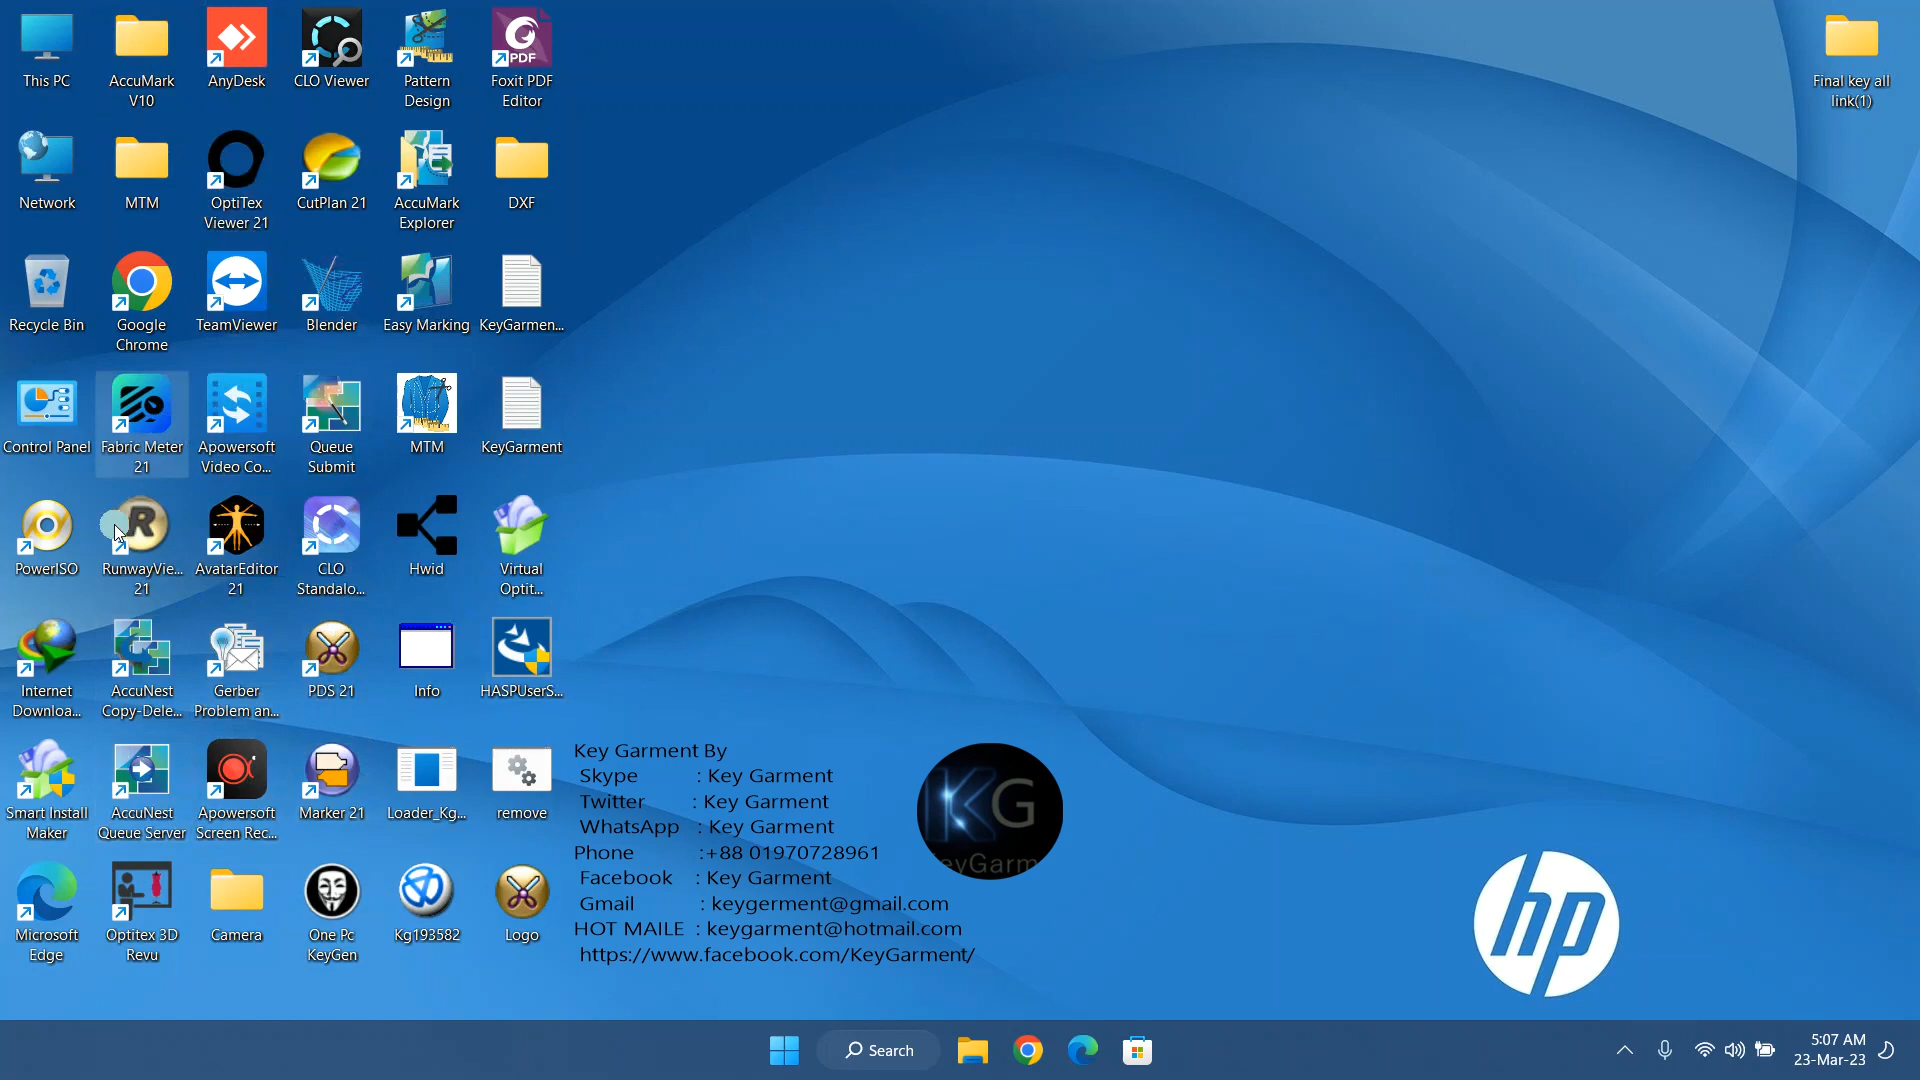 This PC
AccuMark
V10
AnyDesk
CLO Viewer
Pattern
Design
PDF
Foxit PDF
Editor
Final key all
link(1)
Network
MTM
OptiTex
Viewer 21
CutPlan 21
AccuMark
Explorer
DXF
Recycle Bin
Google
Chrome
TeamViewer
Blender
Easy Marking
KeyGarmen...
Control Panel
Fabric Meter
21
Apowersoft
Video Co...
Queue
Submit
MTM
KeyGarment
PowerISO
R
RunwayVie...
21
AvatarEditor
21
CLO
Standalo...
Hwid
Virtual
Optit...
Internet
Downloa...
AccuNest
Copy-Dele...
Gerber
Problem an...
PDS 21
Info
HASPUserS...
Smart Install
Maker
AccuNest
Queue Server
Apowersoft
Screen Rec...
Marker 21
Loader_Kg...
remove
Microsoft
Edge
Optitex 3D
Revu
Camera
One Pc
KeyGen
Kg193582
Logo
Key Garment By
Skype : Key Garment
Twitter : Key Garment
WhatsApp : Key Garment
Phone :+88 01970728961
Facebook : Key Garment
Gmail : keygerment@gmail.com
HOT MAILE : keygarment@hotmail.com
https://www.facebook.com/KeyGarment/
KG
eyGarm
hp
Search
5:07 AM
23-Mar-23